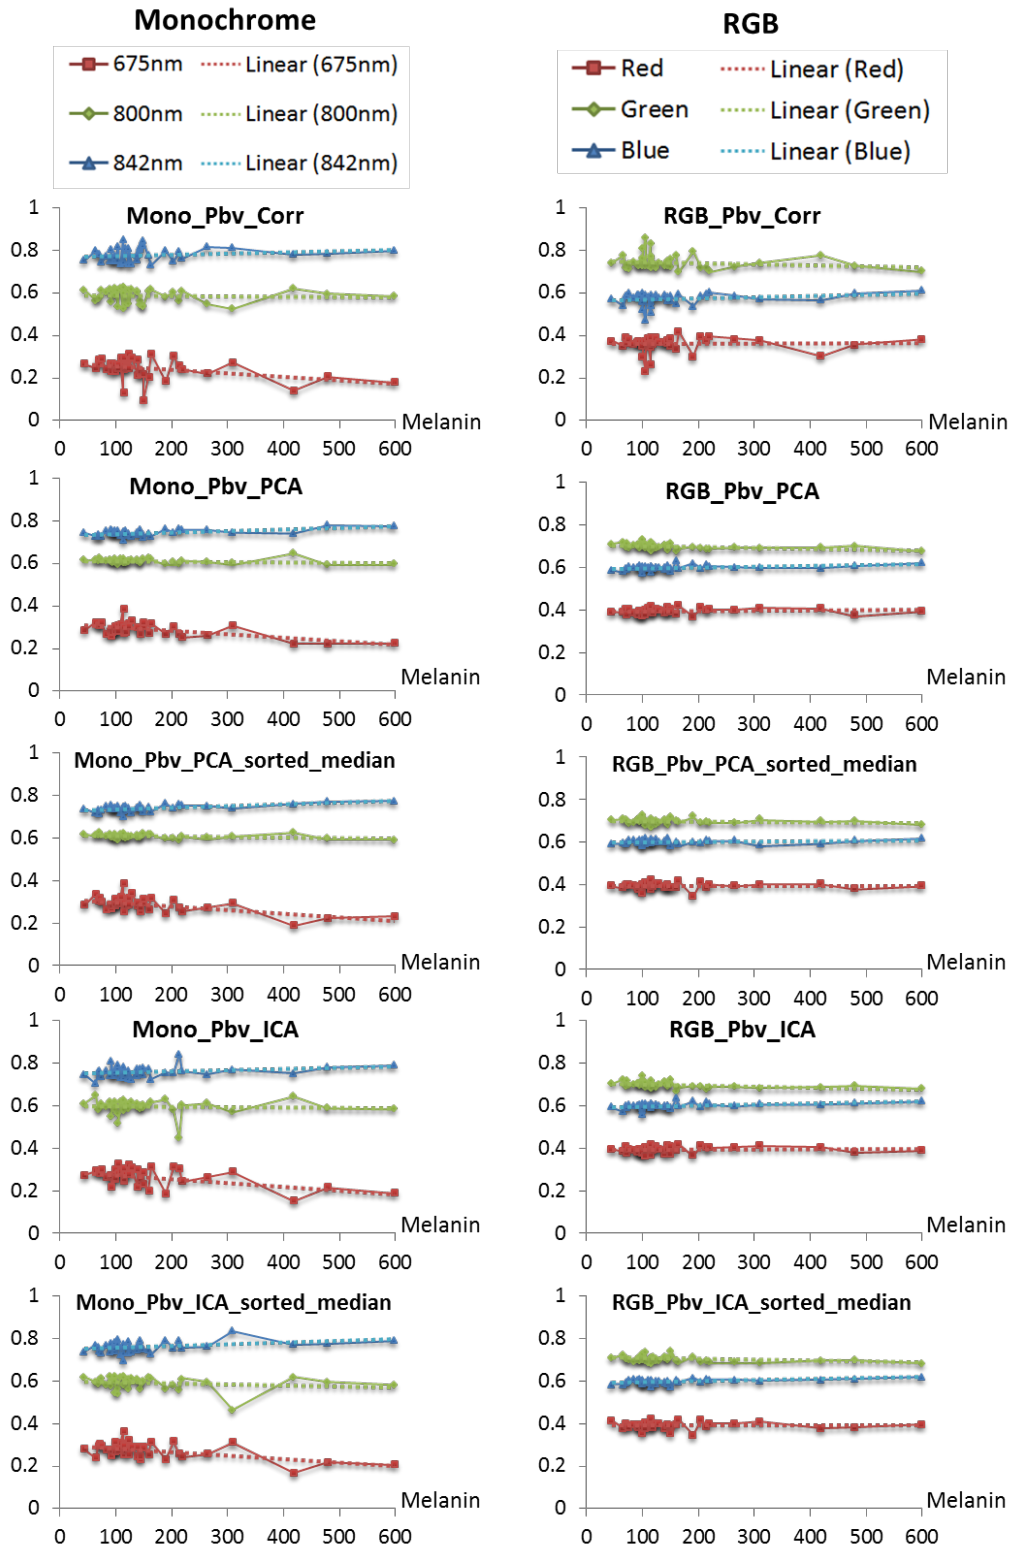 Monochrome
RGB
675nm Linear (675nm)
800nm Linear (800nm)
842nm Linear (842nm)
Red Linear (Red)
Green Linear (Green)
Blue Linear (Blue)
Mono_Pbv_Corr
1
0.8
0.6
0.4
0.2
0
Melanin
0 100 200 300 400 500 600
RGB_Pbv_Corr
1
0.8
0.6
0.4
0.2
0
Melanin
0 100 200 300 400 500 600
Mono_Pbv_PCA
1
0.8
0.6
0.4
0.2
0
Melanin
0 100 200 300 400 500 600
RGB_Pbv_PCA
1
0.8
0.6
0.4
0.2
0
Melanin
0 100 200 300 400 500 600
Mono_Pbv_PCA_sorted_median
1
0.8
0.6
0.4
0.2
0
Melanin
0 100 200 300 400 500 600
RGB_Pbv_PCA_sorted_median
1
0.8
0.6
0.4
0.2
0
Melanin
0 100 200 300 400 500 600
Mono_Pbv_ICA
1
0.8
0.6
0.4
0.2
0
Melanin
0 100 200 300 400 500 600
RGB_Pbv_ICA
1
0.8
0.6
0.4
0.2
0
Melanin
0 100 200 300 400 500 600
Mono_Pbv_ICA_sorted_median
1
0.8
0.6
0.4
0.2
0
Melanin
0 100 200 300 400 500 600
RGB_Pbv_ICA_sorted_median
1
0.8
0.6
0.4
0.2
0
Melanin
0 100 200 300 400 500 600